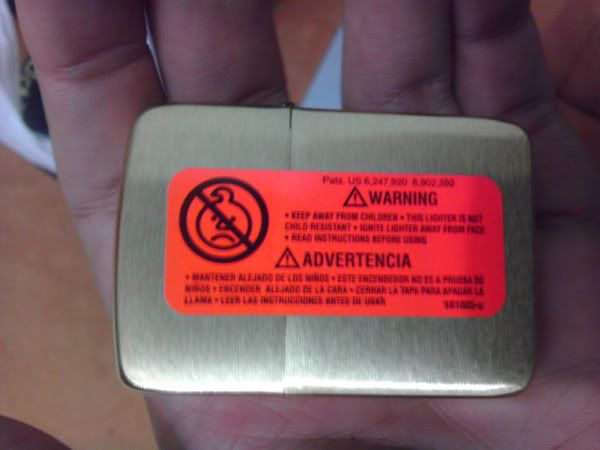 Pats. US 6,247,920 6,902,392
⚠WARNING
• KEEP AWAY FROM CHILDREN • THIS LIGHTER IS NOT
CHILD RESISTANT • IGNITE LIGHTER AWAY FROM FACE
• READ INSTRUCTIONS BEFORE USING
⚠ADVERTENCIA
• MANTENER ALEJADO DE LOS NIÑOS • ESTE ENCENDEDOR NO ES A PRUEBA DE
NIÑOS • ENCENDER ALEJADO DE LA CARA • CERRAR LA TAPA PARA APAGAR LA
LLAMA • LEER LAS INSTRUCCIONES ANTES DE USAR